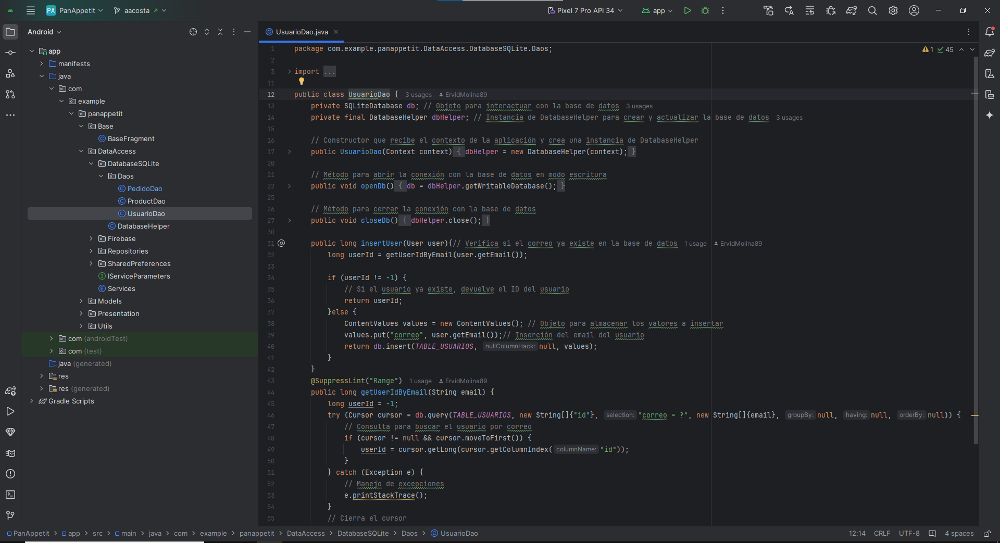 PA PanAppetit aacosta Pixel 7 Pro API 34 app
Android
app
manifests
java
com
example
panappetit
Base
BaseFragment
DataAccess
DatabaseSQLite
Daos
PedidoDao
ProductDao
UsuarioDao
DatabaseHelper
Firebase
Repositories
SharedPreferences
IServiceParameters
Services
Models
Presentation
Utils
com (androidTest)
com (test)
java (generated)
res
res (generated)
Gradle Scripts
UsuarioDao.java
1 45
1 package com.example.panappetit.DataAccess.DatabaseSQLite.Daos;
2
3 import ...
11
12 public class UsuarioDao { 3 usages ErvidMolina89
13 private SQLiteDatabase db; // Objeto para interactuar con la base de datos 3 usages
14 private final DatabaseHelper dbHelper; // Instancia de DatabaseHelper para crear y actualizar la base de datos 3 usages
15
16 // Constructor que recibe el contexto de la aplicación y crea una instancia de DatabaseHelper
17 public UsuarioDao(Context context) { dbHelper = new DatabaseHelper(context); }
20
21 // Método para abrir la conexión con la base de datos en modo escritura
22 public void openDb() { db = dbHelper.getWritableDatabase(); }
25
26 // Método para cerrar la conexión con la base de datos
27 public void closeDb() { dbHelper.close(); }
30
31 public long insertUser(User user){// Verifica si el correo ya existe en la base de datos 1 usage ErvidMolina89
32 long userId = getUserIdByEmail(user.getEmail());
33
34 if (userId != -1) {
35 // Si el usuario ya existe, devuelve el ID del usuario
36 return userId;
37 }else {
38 ContentValues values = new ContentValues(); // Objeto para almacenar los valores a insertar
39 values.put("correo", user.getEmail());// Inserción del email del usuario
40 return db.insert(TABLE_USUARIOS, nullColumnHack: null, values);
41 }
42 }
43 @SuppressLint("Range") 1 usage ErvidMolina89
44 public long getUserIdByEmail(String email) {
45 long userId = -1;
46 try (Cursor cursor = db.query(TABLE_USUARIOS, new String[]{"id"}, selection: "correo = ?", new String[]{email}, groupBy: null, having: null, orderBy: null)) {
47 // Consulta para buscar el usuario por correo
48 if (cursor != null && cursor.moveToFirst()) {
49 userId = cursor.getLong(cursor.getColumnIndex( columnName: "id"));
50 }
51 } catch (Exception e) {
52 // Manejo de excepciones
53 e.printStackTrace();
54 }
55 // Cierra el cursor
PanAppetit > app > src > main > java > com > example > panappetit > DataAccess > DatabaseSQLite > Daos > UsuarioDao 12:14 CRLF UTF-8 4 spaces